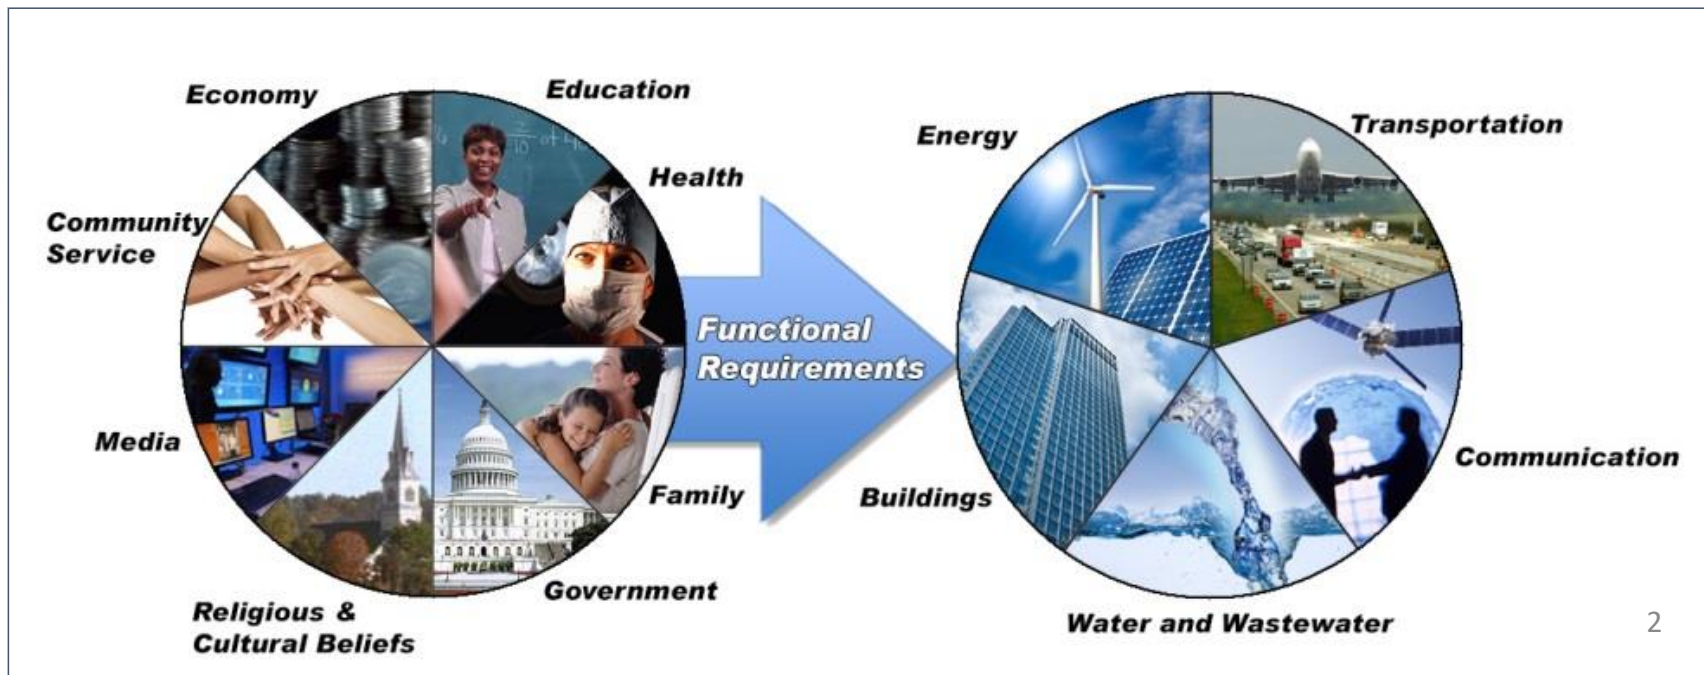 Economy
Education
Health
Community
Service
Media
Religious &
Cultural Beliefs
Government
Family
Functional
Requirements
Energy
Transportation
Buildings
Communication
Water and Wastewater
2